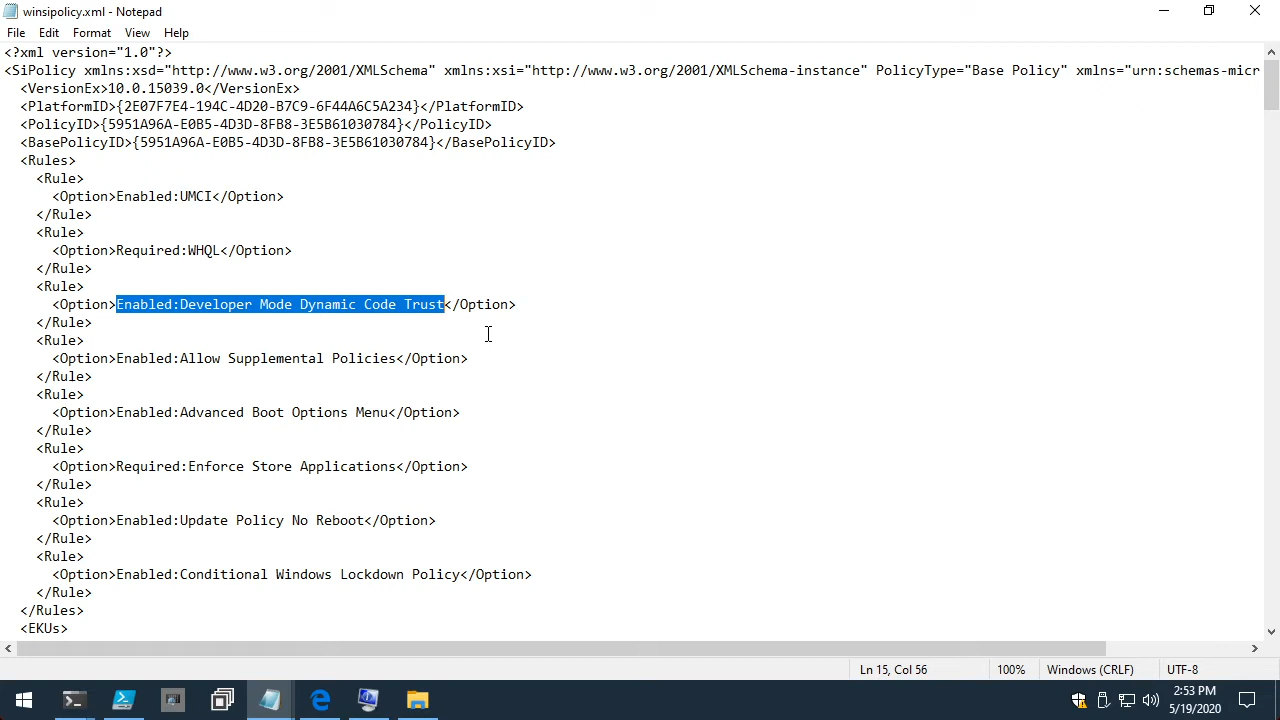 winsipolicy.xml - Notepad
File Edit Format View Help
<?xml version="1.0"?>
<SiPolicy xmlns:xsd="http://www.w3.org/2001/XMLSchema" xmlns:xsi="http://www.w3.org/2001/XMLSchema-instance" PolicyType="Base Policy" xmlns="urn:schemas-micr
<VersionEx>10.0.15039.0</VersionEx>
<PlatformID>{2E07F7E4-194C-4D20-B7C9-6F44A6C5A234}</PlatformID>
<PolicyID>{5951A96A-E0B5-4D3D-8FB8-3E5B61030784}</PolicyID>
<BasePolicyID>{5951A96A-E0B5-4D3D-8FB8-3E5B61030784}</BasePolicyID>
<Rules>
<Rule>
<Option>Enabled:UMCI</Option>
</Rule>
<Rule>
<Option>Required:WHQL</Option>
</Rule>
<Rule>
<Option>Enabled:Developer Mode Dynamic Code Trust</Option>
</Rule>
<Rule>
<Option>Enabled:Allow Supplemental Policies</Option>
</Rule>
<Rule>
<Option>Enabled:Advanced Boot Options Menu</Option>
</Rule>
<Rule>
<Option>Required:Enforce Store Applications</Option>
</Rule>
<Rule>
<Option>Enabled:Update Policy No Reboot</Option>
</Rule>
<Rule>
<Option>Enabled:Conditional Windows Lockdown Policy</Option>
</Rule>
</Rules>
<EKUs>
Ln 15, Col 56 100% Windows (CRLF) UTF-8
2:53 PM
5/19/2020